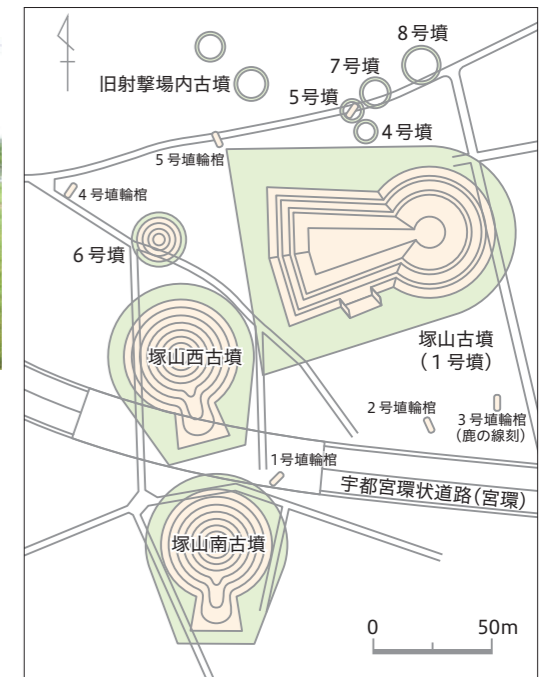 8号墳
7号墳
旧射撃場内古墳
5号墳
4号墳
5号埴輪棺
4号埴輪棺
6号墳
塚山古墳
(1号墳)
塚山西古墳
2号埴輪棺
3号埴輪棺
(鹿の線刻)
1号埴輪棺
宇都宮環状道路(宮環)
塚山南古墳
0 50m